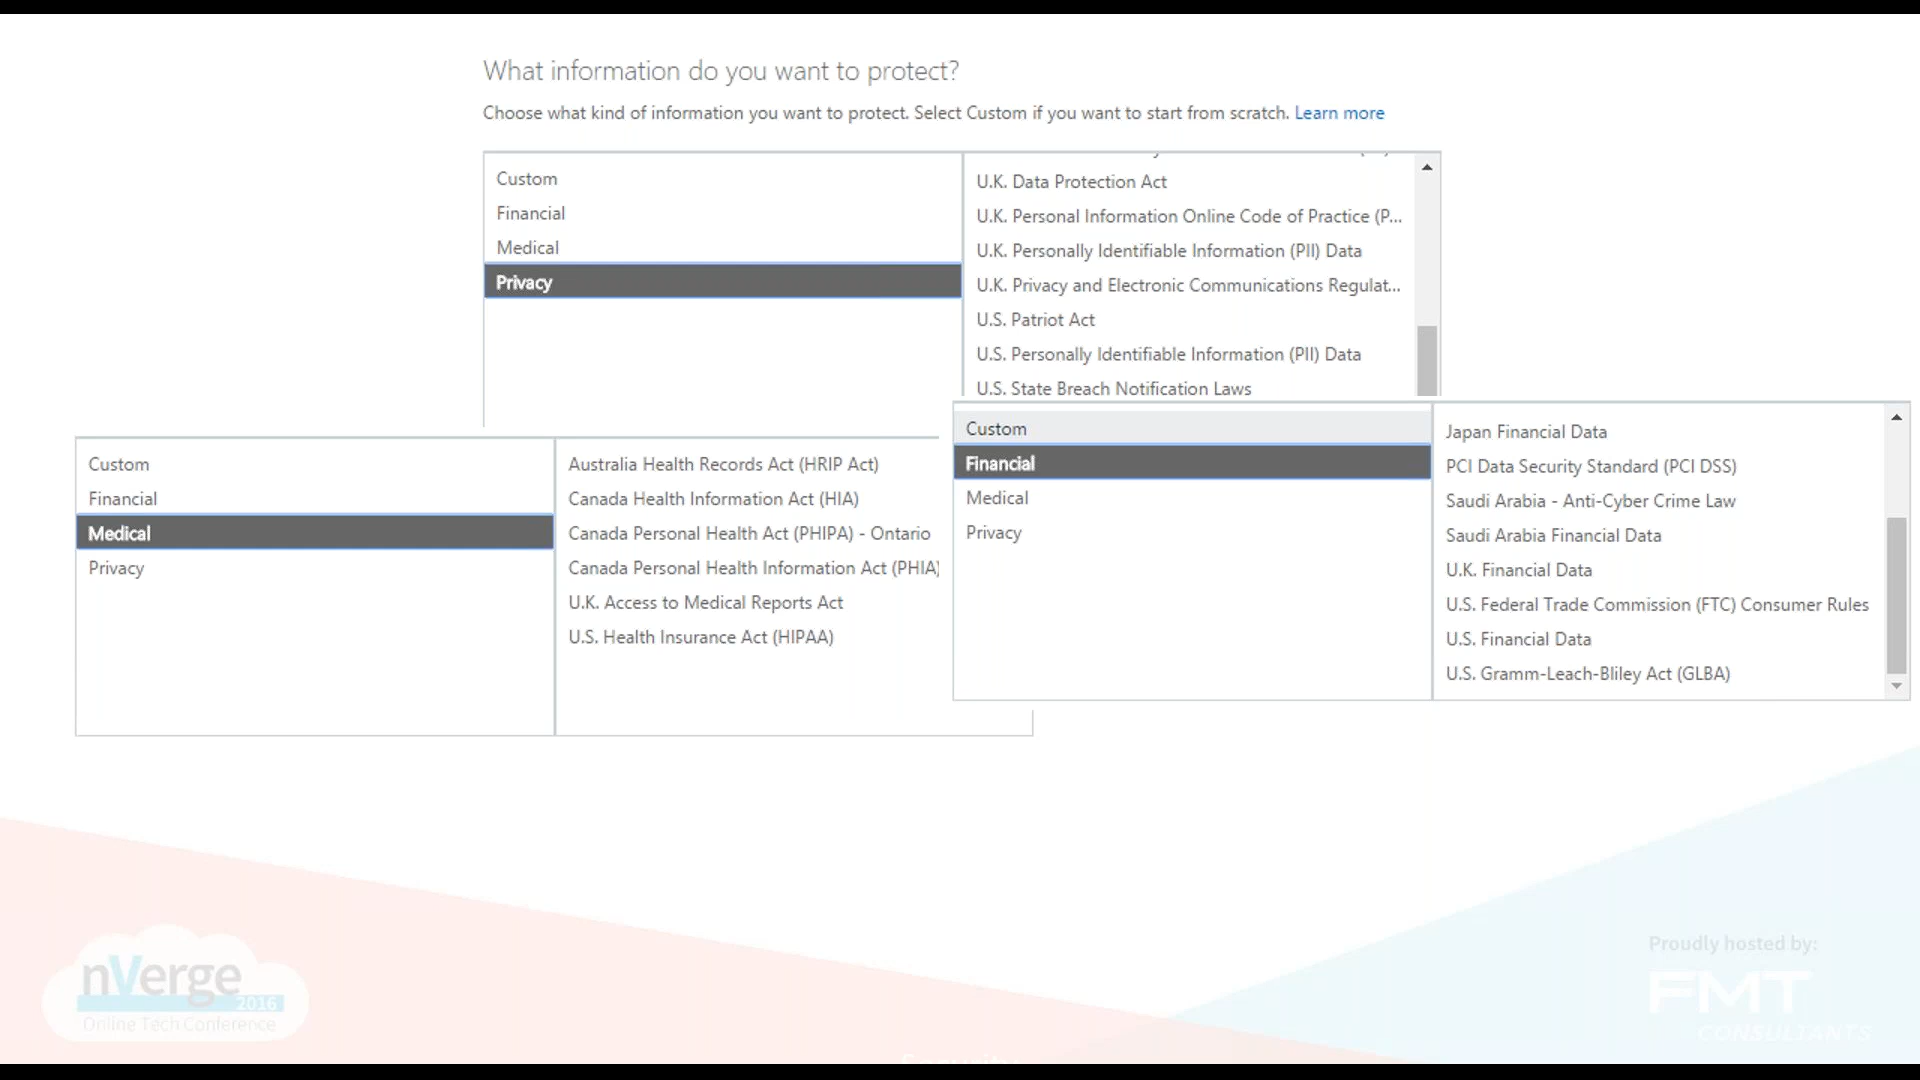 What information do you want to protect?
Choose what kind of information you want to protect. Select Custom if you want to start from scratch. Learn more
Custom
Financial
Medical
Privacy
U.K. Data Protection Act
U.K. Personal Information Online Code of Practice (P...
U.K. Personally Identifiable Information (PII) Data
U.K. Privacy and Electronic Communications Regulat...
U.S. Patriot Act
U.S. Personally Identifiable Information (PII) Data
U.S. State Breach Notification Laws
Custom
Financial
Medical
Privacy
Australia Health Records Act (HRIP Act)
Canada Health Information Act (HIA)
Canada Personal Health Act (PHIPA) - Ontario
Canada Personal Health Information Act (PHIA)
U.K. Access to Medical Reports Act
U.S. Health Insurance Act (HIPAA)
Custom
Financial
Medical
Privacy
Japan Financial Data
PCI Data Security Standard (PCI DSS)
Saudi Arabia - Anti-Cyber Crime Law
Saudi Arabia Financial Data
U.K. Financial Data
U.S. Federal Trade Commission (FTC) Consumer Rules
U.S. Financial Data
U.S. Gramm-Leach-Bliley Act (GLBA)
nVerge
2016
Online Tech Conference
Proudly hosted by:
FMT
CONSULTANTS